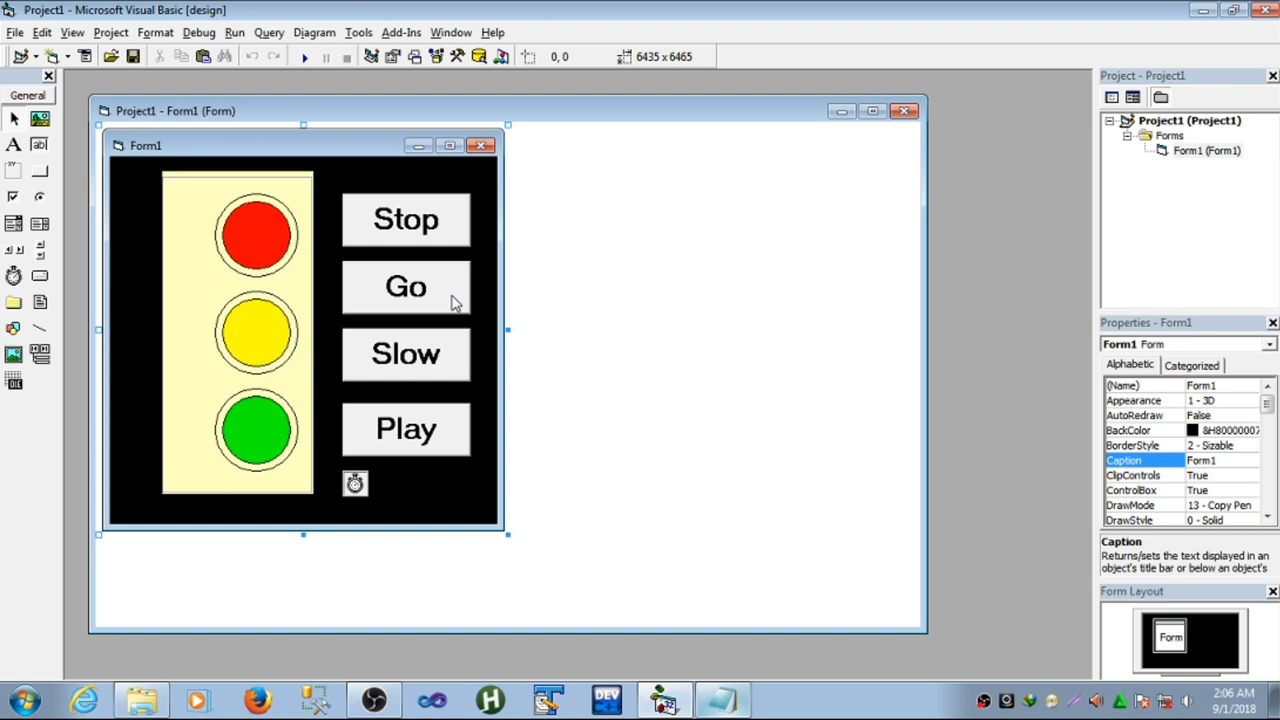 Project1 - Microsoft Visual Basic [design]
File Edit View Project Format Debug Run Query Diagram Tools Add-Ins Window Help
0, 0 6435 x 6465
General
Project1 - Form1 (Form)
Form1
Stop
Go
Slow
Play
Project - Project1
Project1 (Project1)
Forms
Form1 (Form1)
Properties - Form1
Form1 Form
Alphabetic Categorized
(Name) Form1
Appearance 1 - 3D
AutoRedraw False
BackColor &H80000007
BorderStyle 2 - Sizable
Caption Form1
ClipControls True
ControlBox True
DrawMode 13 - Copy Pen
DrawStyle 0 - Solid
Caption
Returns/sets the text displayed in an
object's title bar or below an object's
Form Layout
Form
DEV
2:06 AM
9/1/2018